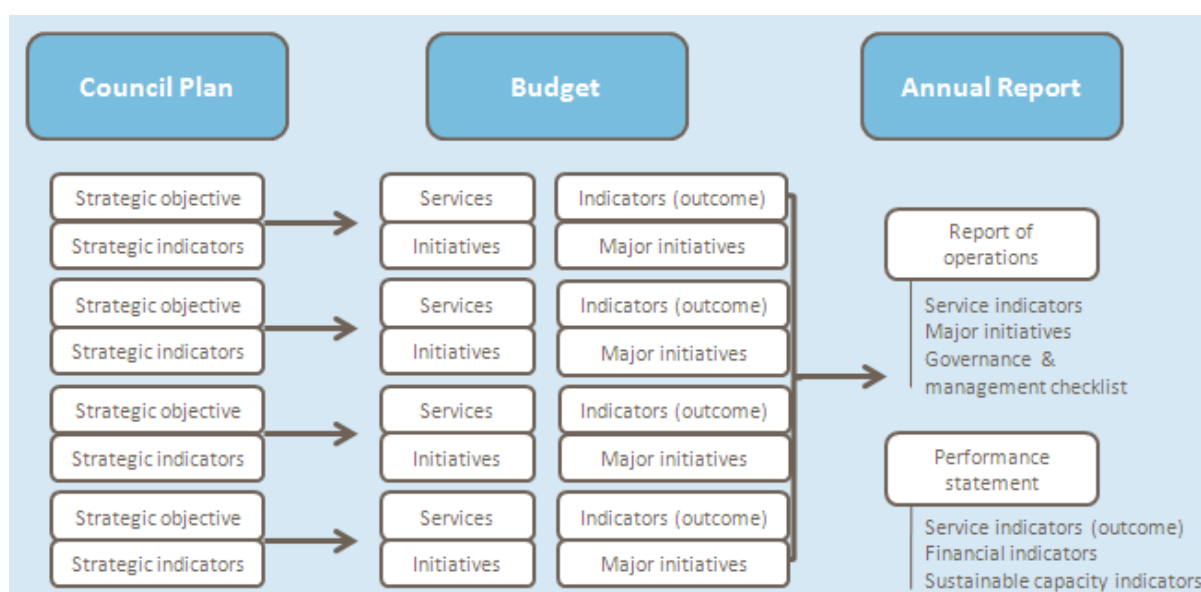 Council Plan
Budget
Annual Report
Strategic objective
Strategic indicators
Services
Initiatives
Indicators (outcome)
Major initiatives
Strategic objective
Strategic indicators
Services
Initiatives
Indicators (outcome)
Major initiatives
Strategic objective
Strategic indicators
Services
Initiatives
Indicators (outcome)
Major initiatives
Strategic objective
Strategic indicators
Services
Initiatives
Indicators (outcome)
Major initiatives
Report of
operations
Service indicators
Major initiatives
Governance &
management checklist
Performance
statement
Service indicators (outcome)
Financial indicators
Sustainable capacity indicators